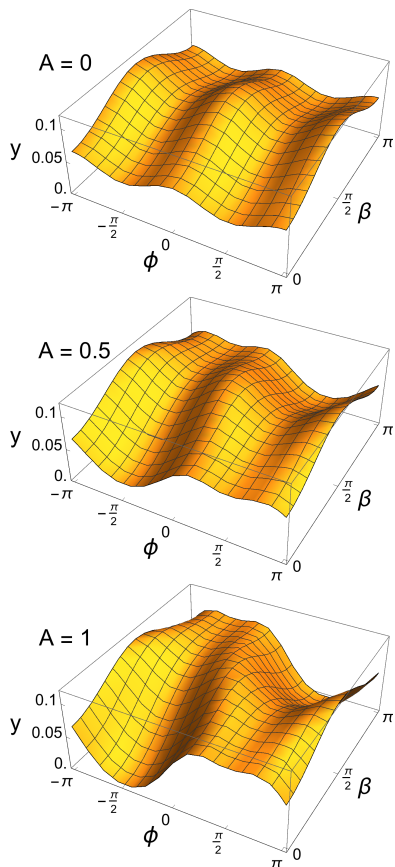 A = 0
0.1
y 0.05
0.
−π
−π/2
ϕ 0
π/2
π
0
π/2 β
π
A = 0.5
0.1
y 0.05
0.
−π
−π/2
ϕ 0
π/2
π
0
π/2 β
π
A = 1
0.1
y 0.05
0.
−π
−π/2
ϕ 0
π/2
π
0
π/2 β
π